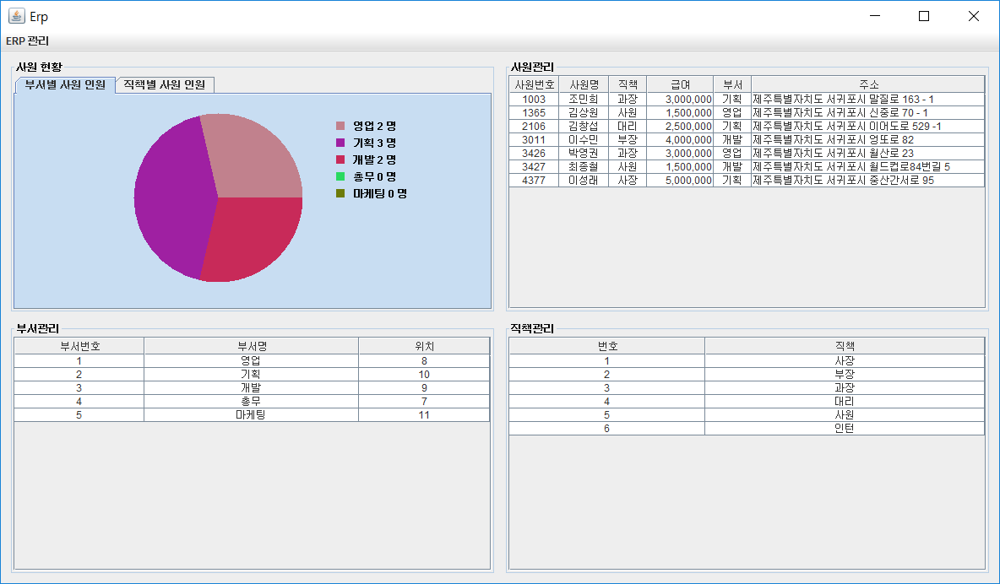 Erp
ERP 관리
사원 현황
부서별 사원 인원 직책별 사원 인원
영업 2 명
기획 3 명
개발 2 명
총무 0 명
마케팅 0 명
사원관리
사원번호 사원명 직책 급여 부서 주소
1003 조민희 과장 3,000,000 기획 제주특별자치도 서귀포시 말질로 163 - 1
1365 김상원 사원 1,500,000 영업 제주특별자치도 서귀포시 신중로 70 - 1
2106 김창섭 대리 2,500,000 기획 제주특별자치도 서귀포시 이어도로 529 -1
3011 이수민 부장 4,000,000 개발 제주특별자치도 서귀포시 엉또로 82
3426 박영권 과장 3,000,000 영업 제주특별자치도 서귀포시 월산로 23
3427 최종철 사원 1,500,000 개발 제주특별자치도 서귀포시 월드컵로84번길 5
4377 이성래 사장 5,000,000 기획 제주특별자치도 서귀포시 중산간서로 95
부서관리
부서번호 부서명 위치
1 영업 8
2 기획 10
3 개발 9
4 총무 7
5 마케팅 11
직책관리
번호 직책
1 사장
2 부장
3 과장
4 대리
5 사원
6 인턴